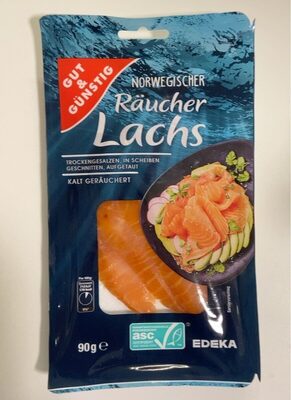 GUT
&
GÜNSTIG
NORWEGISCHER
Räucher
Lachs
TROCKENGESALZEN, IN SCHEIBEN
GESCHNITTEN, AUFGETAUT
KALT GERÄUCHERT
90g e
asc
EDEKA